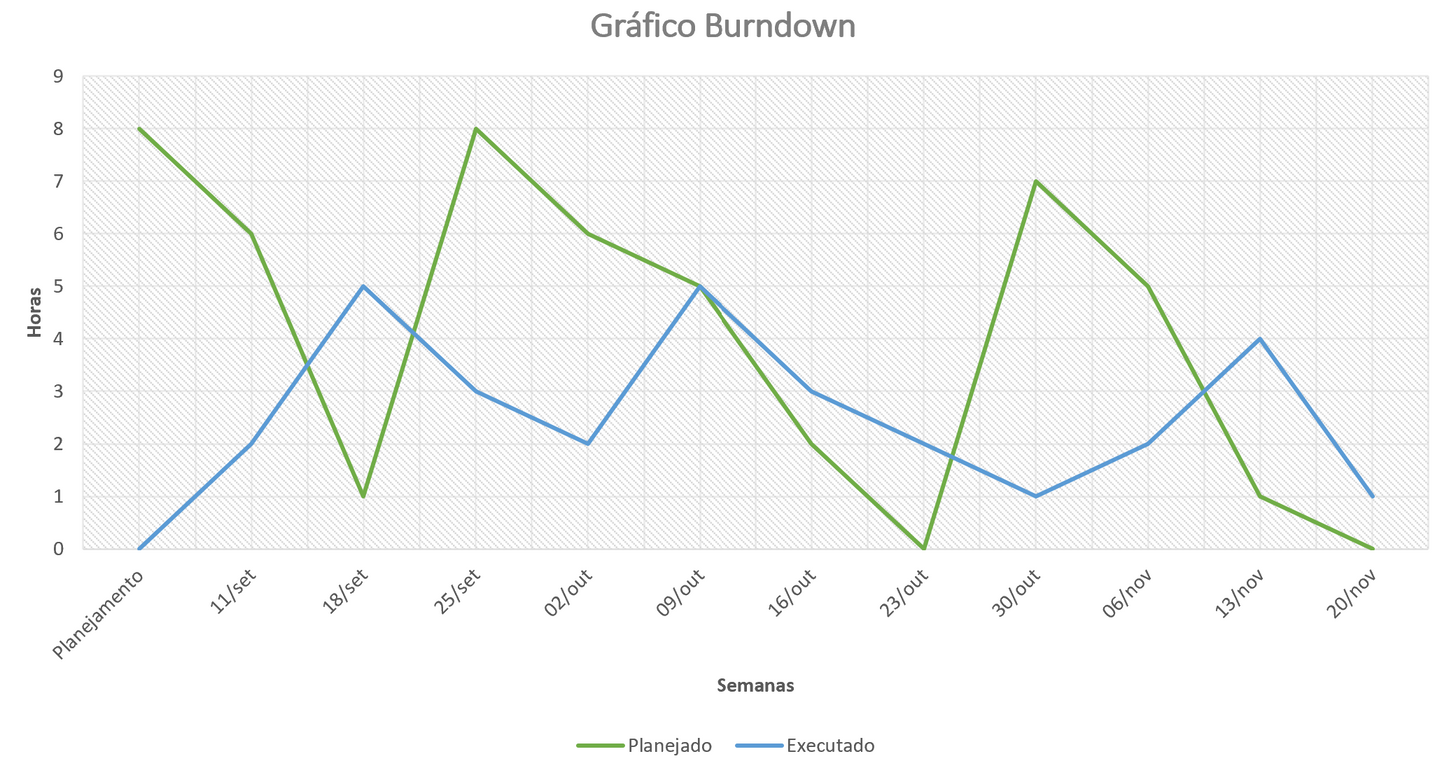 Gráfico Burndown
9
8
7
6
5
4
3
2
1
0
Horas
Planejamento
11/set
18/set
25/set
02/out
09/out
16/out
23/out
30/out
06/nov
13/nov
20/nov
Semanas
Planejado
Executado